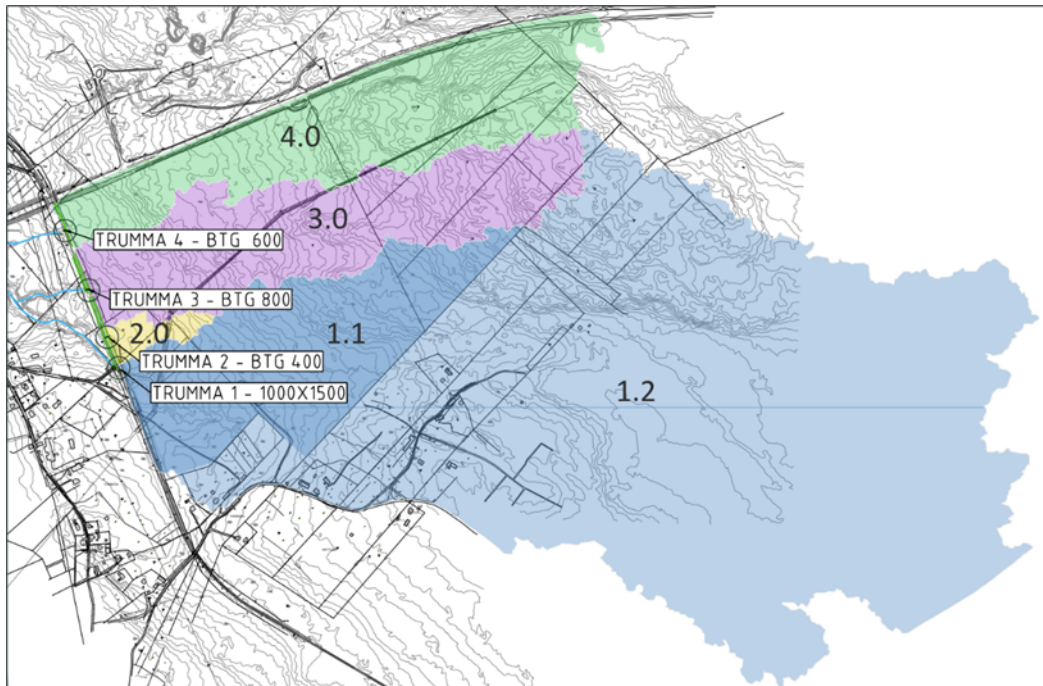 4.0
3.0
TRUMMA 4 - BTG 600
TRUMMA 3 - BTG 800
2.0
1.1
TRUMMA 2 - BTG 400
TRUMMA 1 - 1000X1500
1.2